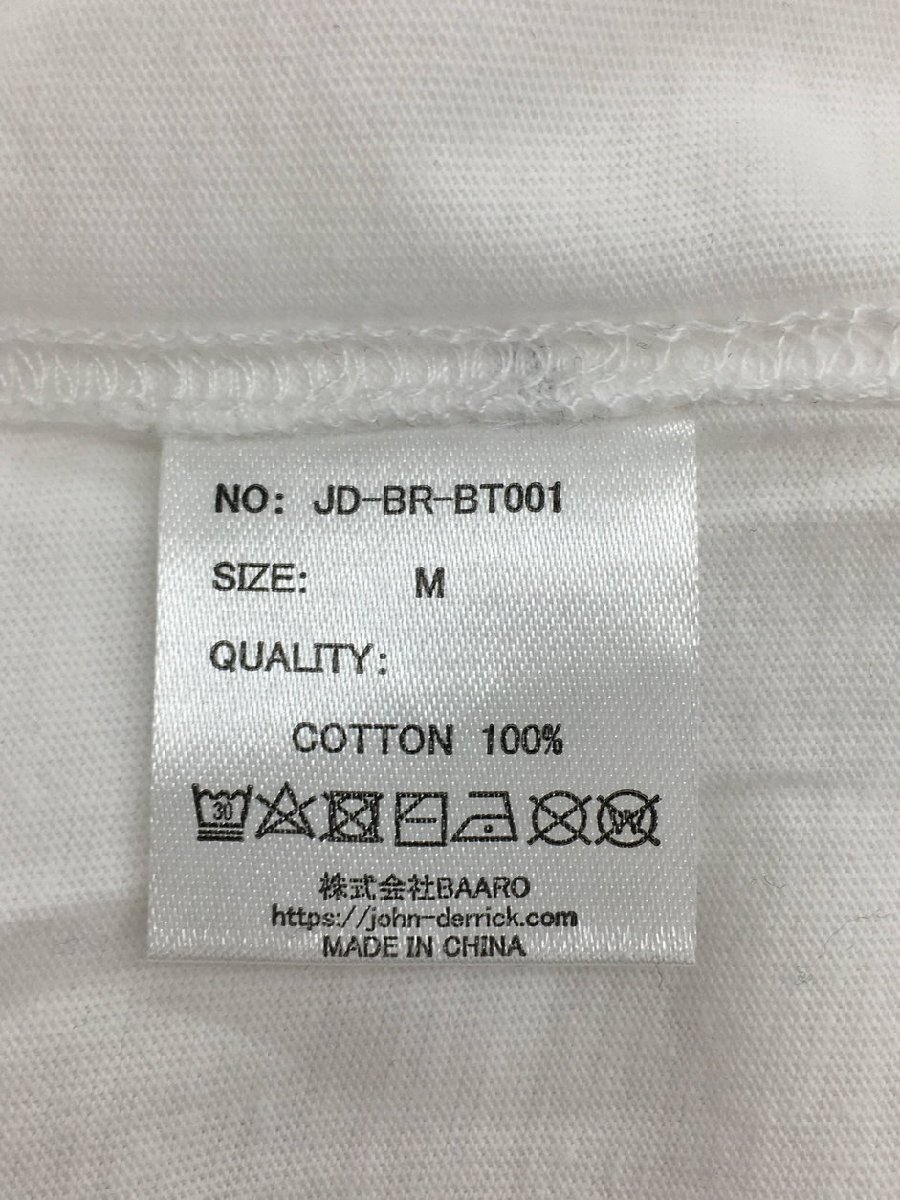 NO: JD-BR-BT001
SIZE: M
QUALITY:
COTTON 100%
30 W
株式会社BAARO
https://john-derrick.com
MADE IN CHINA